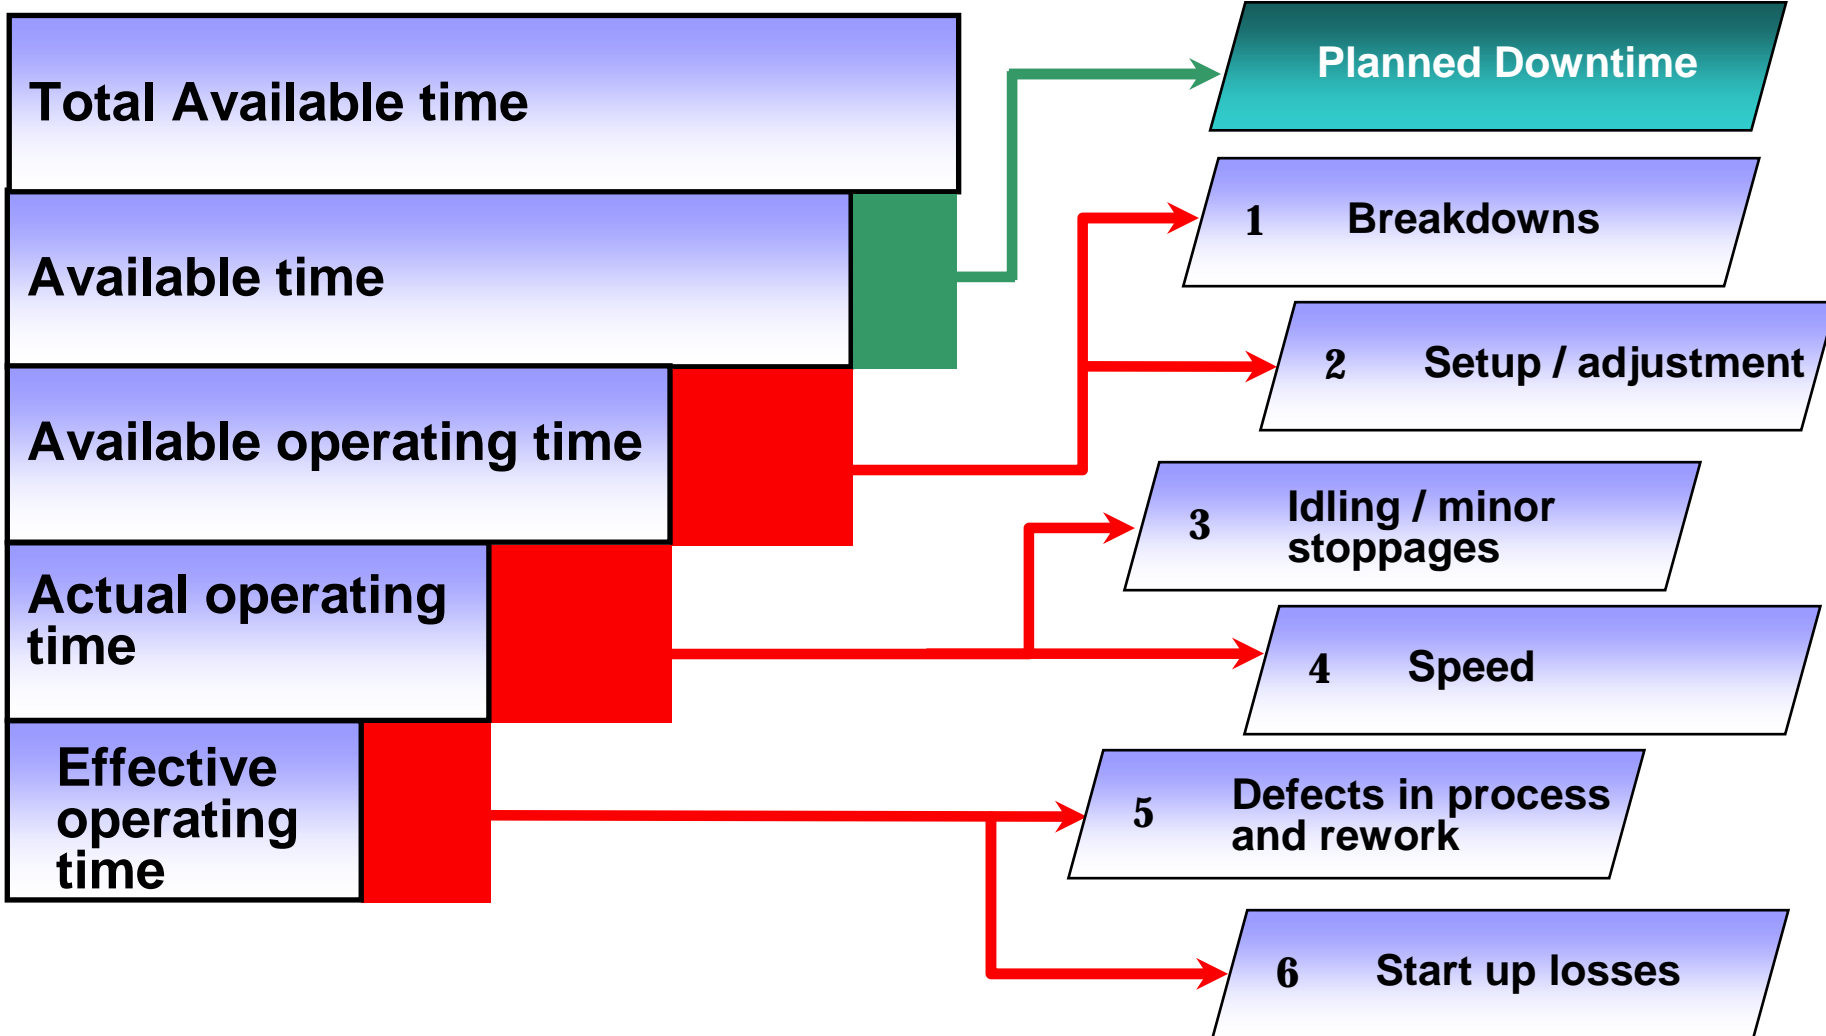 Total Available time
Planned Downtime
Available time
1 Breakdowns
2 Setup / adjustment
Available operating time
3 Idling / minor
stoppages
Actual operating
time
4 Speed
Effective
operating
time
5 Defects in process
and rework
6 Start up losses